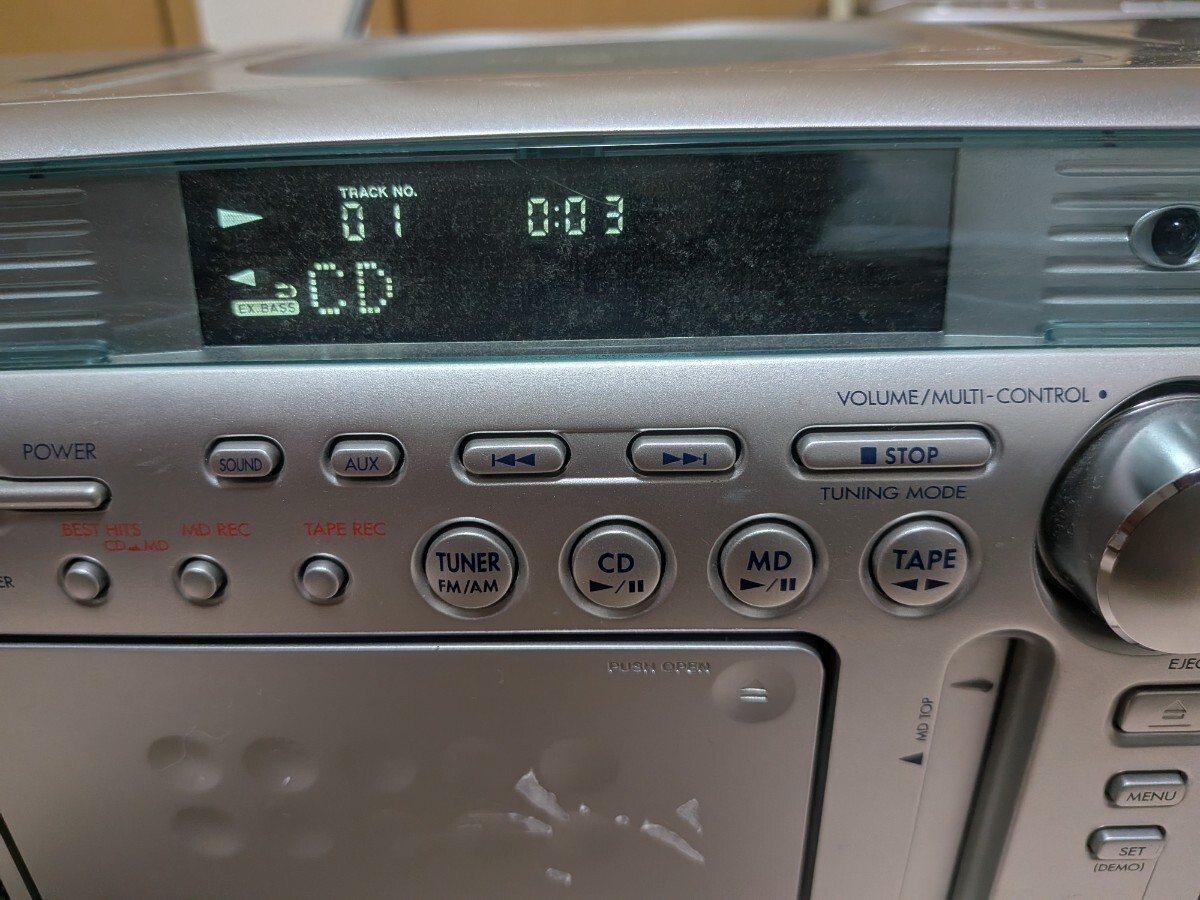 TRACK NO.
01 0:03
CD
EX.BASS
VOLUME/MULTI-CONTROL
POWER
SOUND
AUX
STOP
TUNING MODE
BEST HITS
CD MD
MD REC
TAPE REC
TUNER
FM/AM
CD
MD
TAPE
PUSH OPEN
MD TOP
MENU
SET
(DEMO)